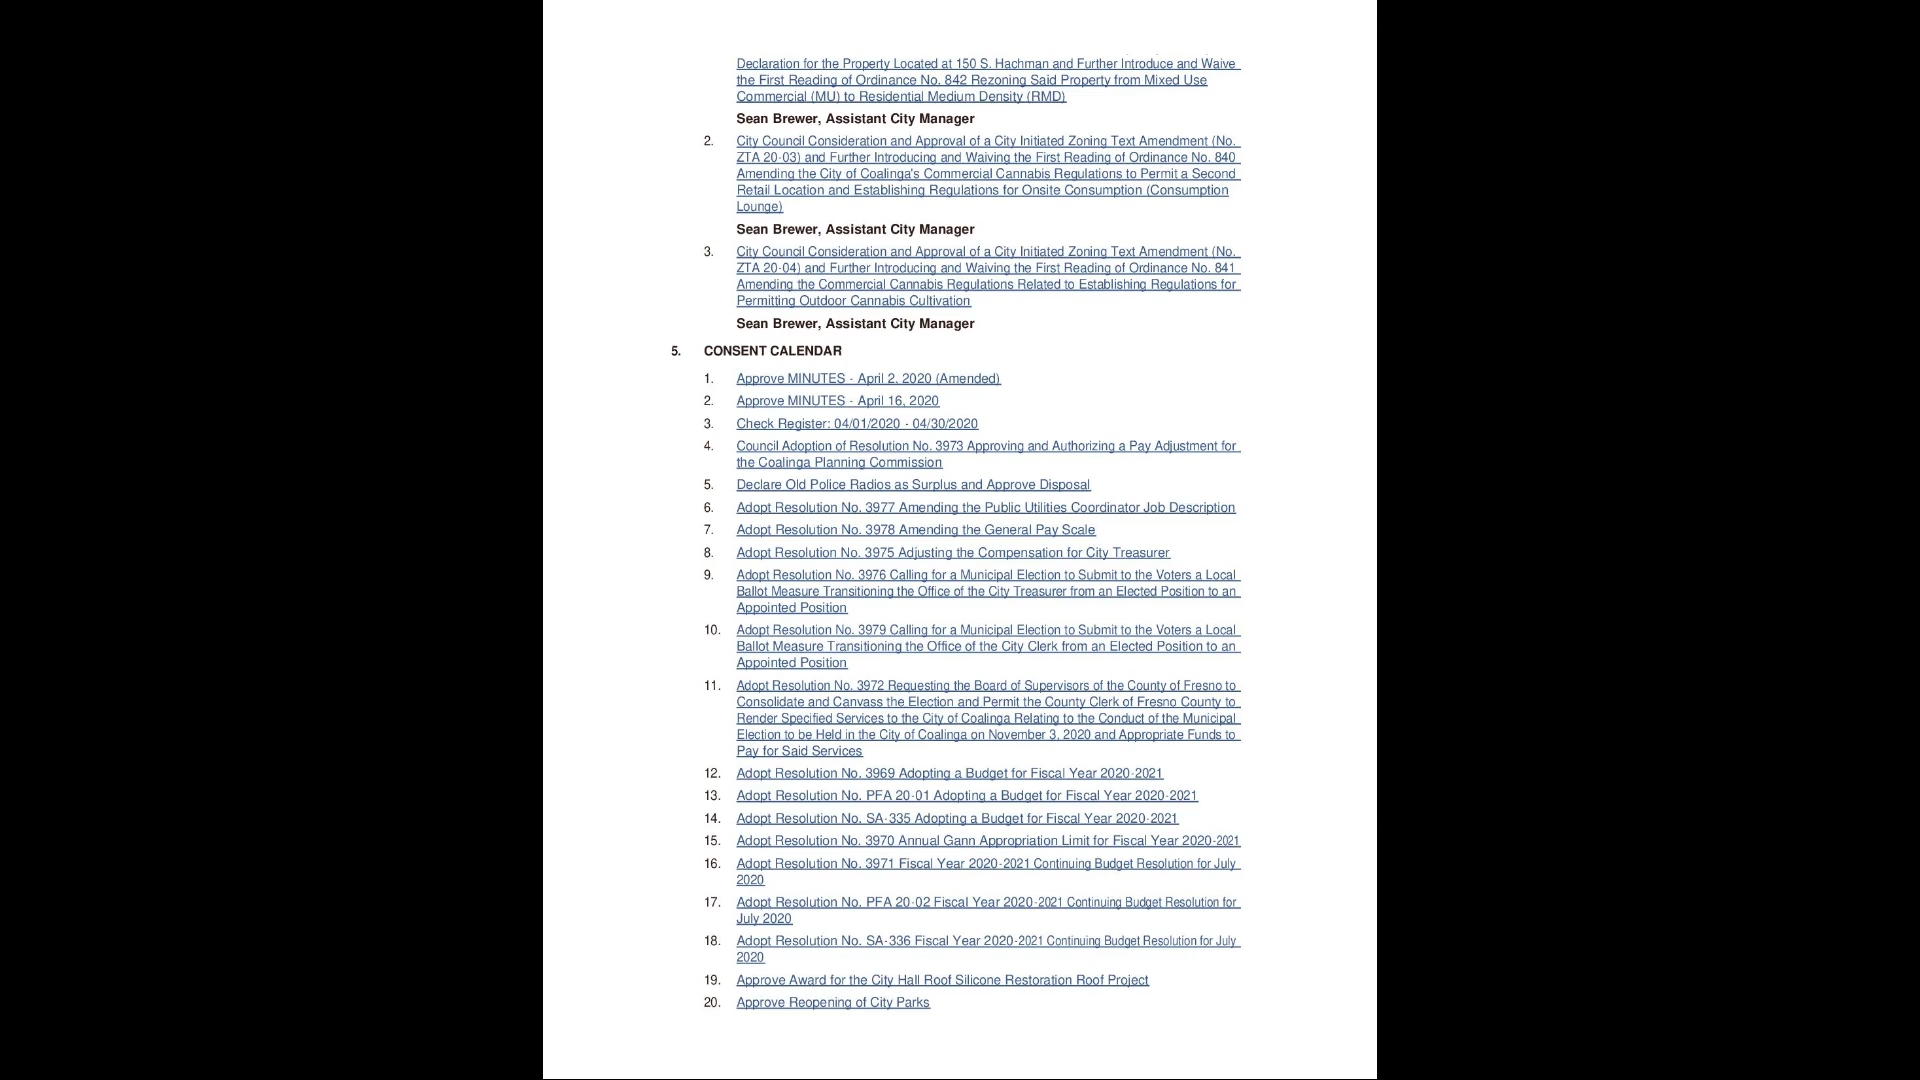 Declaration for the Property Located at 150 S. Hachman and Further Introduce and Waive
the First Reading of Ordinance No. 842 Rezoning Said Property from Mixed Use
Commercial (MU) to Residential Medium Density (RMD)
Sean Brewer, Assistant City Manager
2. City Council Consideration and Approval of a City Initiated Zoning Text Amendment (No.
ZTA 20-03) and Further Introducing and Waiving the First Reading of Ordinance No. 840
Amending the City of Coalinga's Commercial Cannabis Regulations to Permit a Second
Retail Location and Establishing Regulations for Onsite Consumption (Consumption
Lounge)
Sean Brewer, Assistant City Manager
3. City Council Consideration and Approval of a City Initiated Zoning Text Amendment (No.
ZTA 20-04) and Further Introducing and Waiving the First Reading of Ordinance No. 841
Amending the Commercial Cannabis Regulations Related to Establishing Regulations for
Permitting Outdoor Cannabis Cultivation
Sean Brewer, Assistant City Manager
5. CONSENT CALENDAR
1. Approve MINUTES - April 2, 2020 (Amended)
2. Approve MINUTES - April 16, 2020
3. Check Register: 04/01/2020 - 04/30/2020
4. Council Adoption of Resolution No. 3973 Approving and Authorizing a Pay Adjustment for
the Coalinga Planning Commission
5. Declare Old Police Radios as Surplus and Approve Disposal
6. Adopt Resolution No. 3977 Amending the Public Utilities Coordinator Job Description
7. Adopt Resolution No. 3978 Amending the General Pay Scale
8. Adopt Resolution No. 3975 Adjusting the Compensation for City Treasurer
9. Adopt Resolution No. 3976 Calling for a Municipal Election to Submit to the Voters a Local
Ballot Measure Transitioning the Office of the City Treasurer from an Elected Position to an
Appointed Position
10. Adopt Resolution No. 3979 Calling for a Municipal Election to Submit to the Voters a Local
Ballot Measure Transitioning the Office of the City Clerk from an Elected Position to an
Appointed Position
11. Adopt Resolution No. 3972 Requesting the Board of Supervisors of the County of Fresno to
Consolidate and Canvass the Election and Permit the County Clerk of Fresno County to
Render Specified Services to the City of Coalinga Relating to the Conduct of the Municipal
Election to be Held in the City of Coalinga on November 3, 2020 and Appropriate Funds to
Pay for Said Services
12. Adopt Resolution No. 3969 Adopting a Budget for Fiscal Year 2020-2021
13. Adopt Resolution No. PFA 20-01 Adopting a Budget for Fiscal Year 2020-2021
14. Adopt Resolution No. SA-335 Adopting a Budget for Fiscal Year 2020-2021
15. Adopt Resolution No. 3970 Annual Gann Appropriation Limit for Fiscal Year 2020-2021
16. Adopt Resolution No. 3971 Fiscal Year 2020-2021 Continuing Budget Resolution for July
2020
17. Adopt Resolution No. PFA 20-02 Fiscal Year 2020-2021 Continuing Budget Resolution for
July 2020
18. Adopt Resolution No. SA-336 Fiscal Year 2020-2021 Continuing Budget Resolution for July
2020
19. Approve Award for the City Hall Roof Silicone Restoration Roof Project
20. Approve Reopening of City Parks